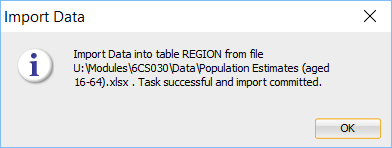 Import Data
Import Data into table REGION from file
U:\Modules\6CS030\Data\Population Estimates (aged
16-64).xlsx . Task successful and import committed.
OK